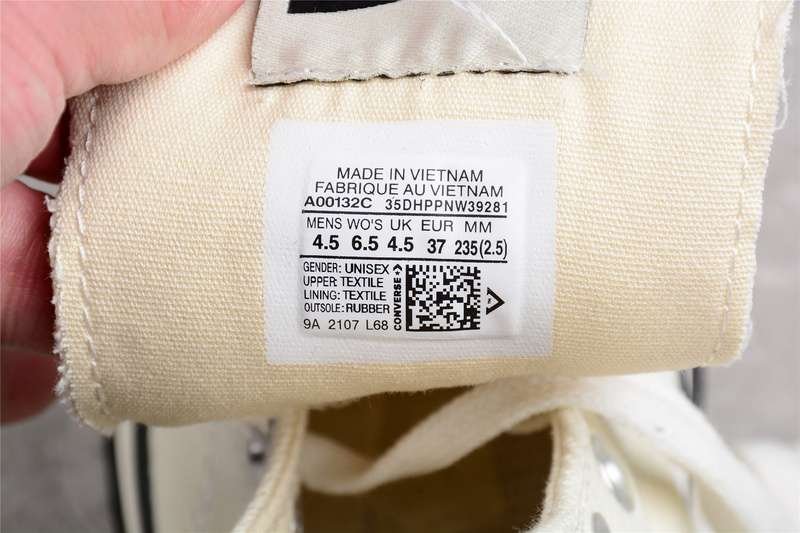 MADE IN VIETNAM
FABRIQUE AU VIETNAM
A00132C 35DHPPNW39281
MENS WO'S UK EUR MM
4.5 6.5 4.5 37 235(2.5)
GENDER: UNISEX
UPPER: TEXTILE
LINING: TEXTILE
OUTSOLE: RUBBER
9A 2107 L68
CONVERSE